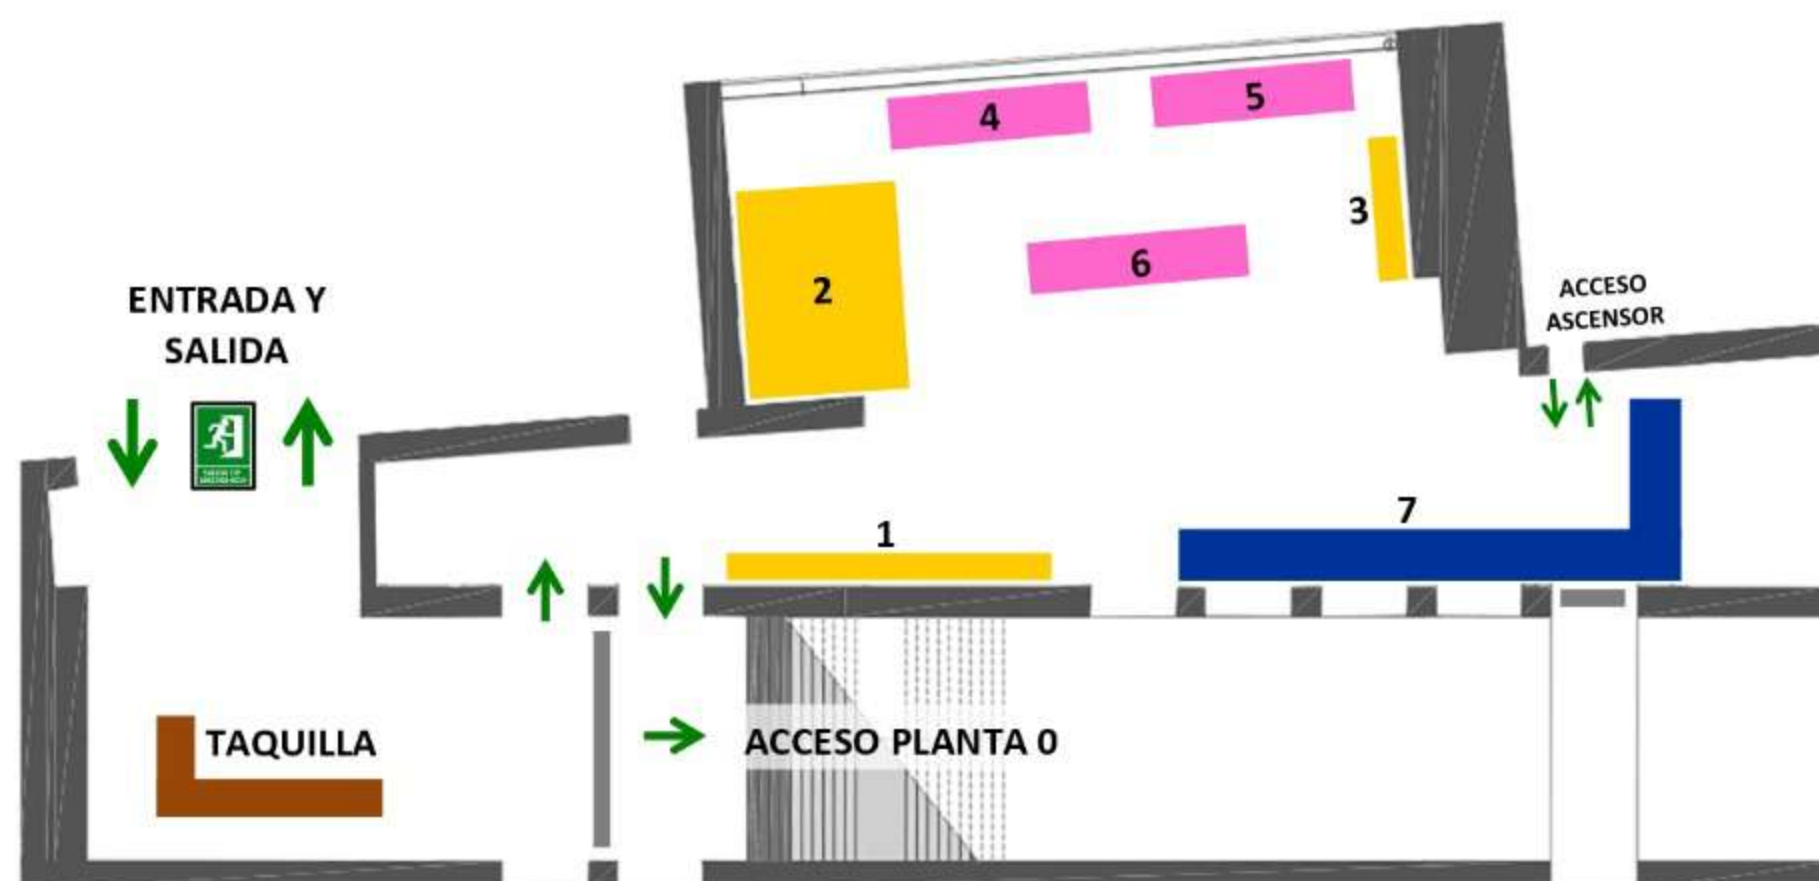 4
5
3
6
2
ENTRADA Y
SALIDA
ACCESO
ASCENSOR
7
1
TAQUILLA
ACCESO PLANTA 0